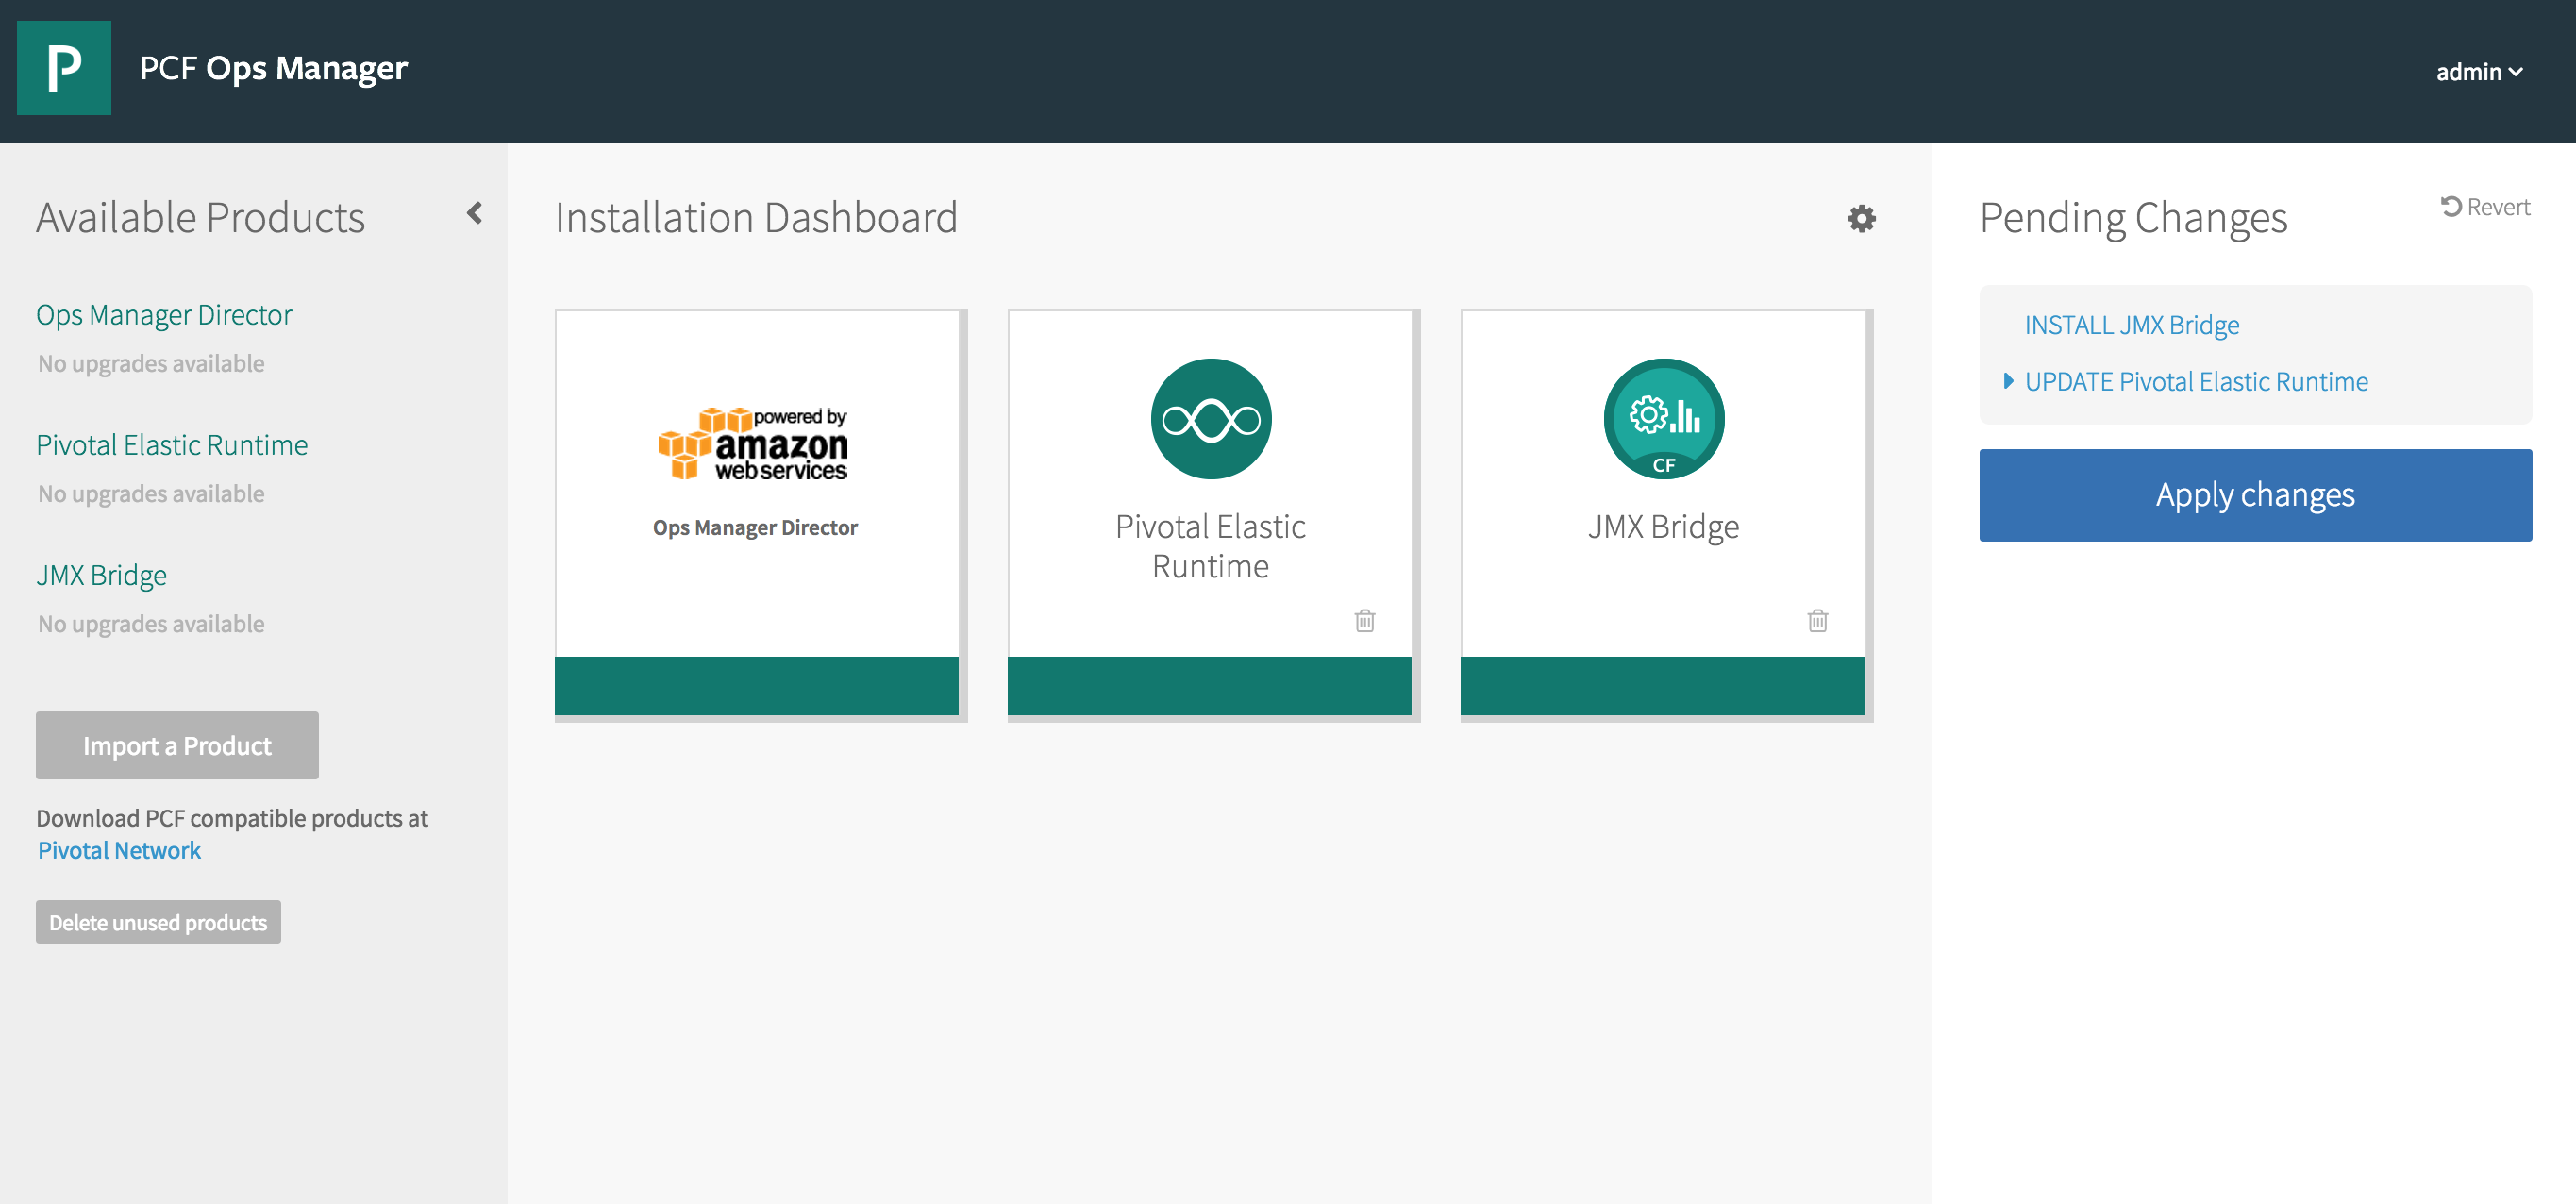 P
PCF Ops Manager
admin
Available Products
Ops Manager Director
No upgrades available
Pivotal Elastic Runtime
No upgrades available
JMX Bridge
No upgrades available
Import a Product
Download PCF compatible products at
Pivotal Network
Delete unused products
Installation Dashboard
powered by
amazon
web services
Ops Manager Director
Pivotal Elastic
Runtime
CF
JMX Bridge
Pending Changes
Revert
INSTALL JMX Bridge
UPDATE Pivotal Elastic Runtime
Apply changes